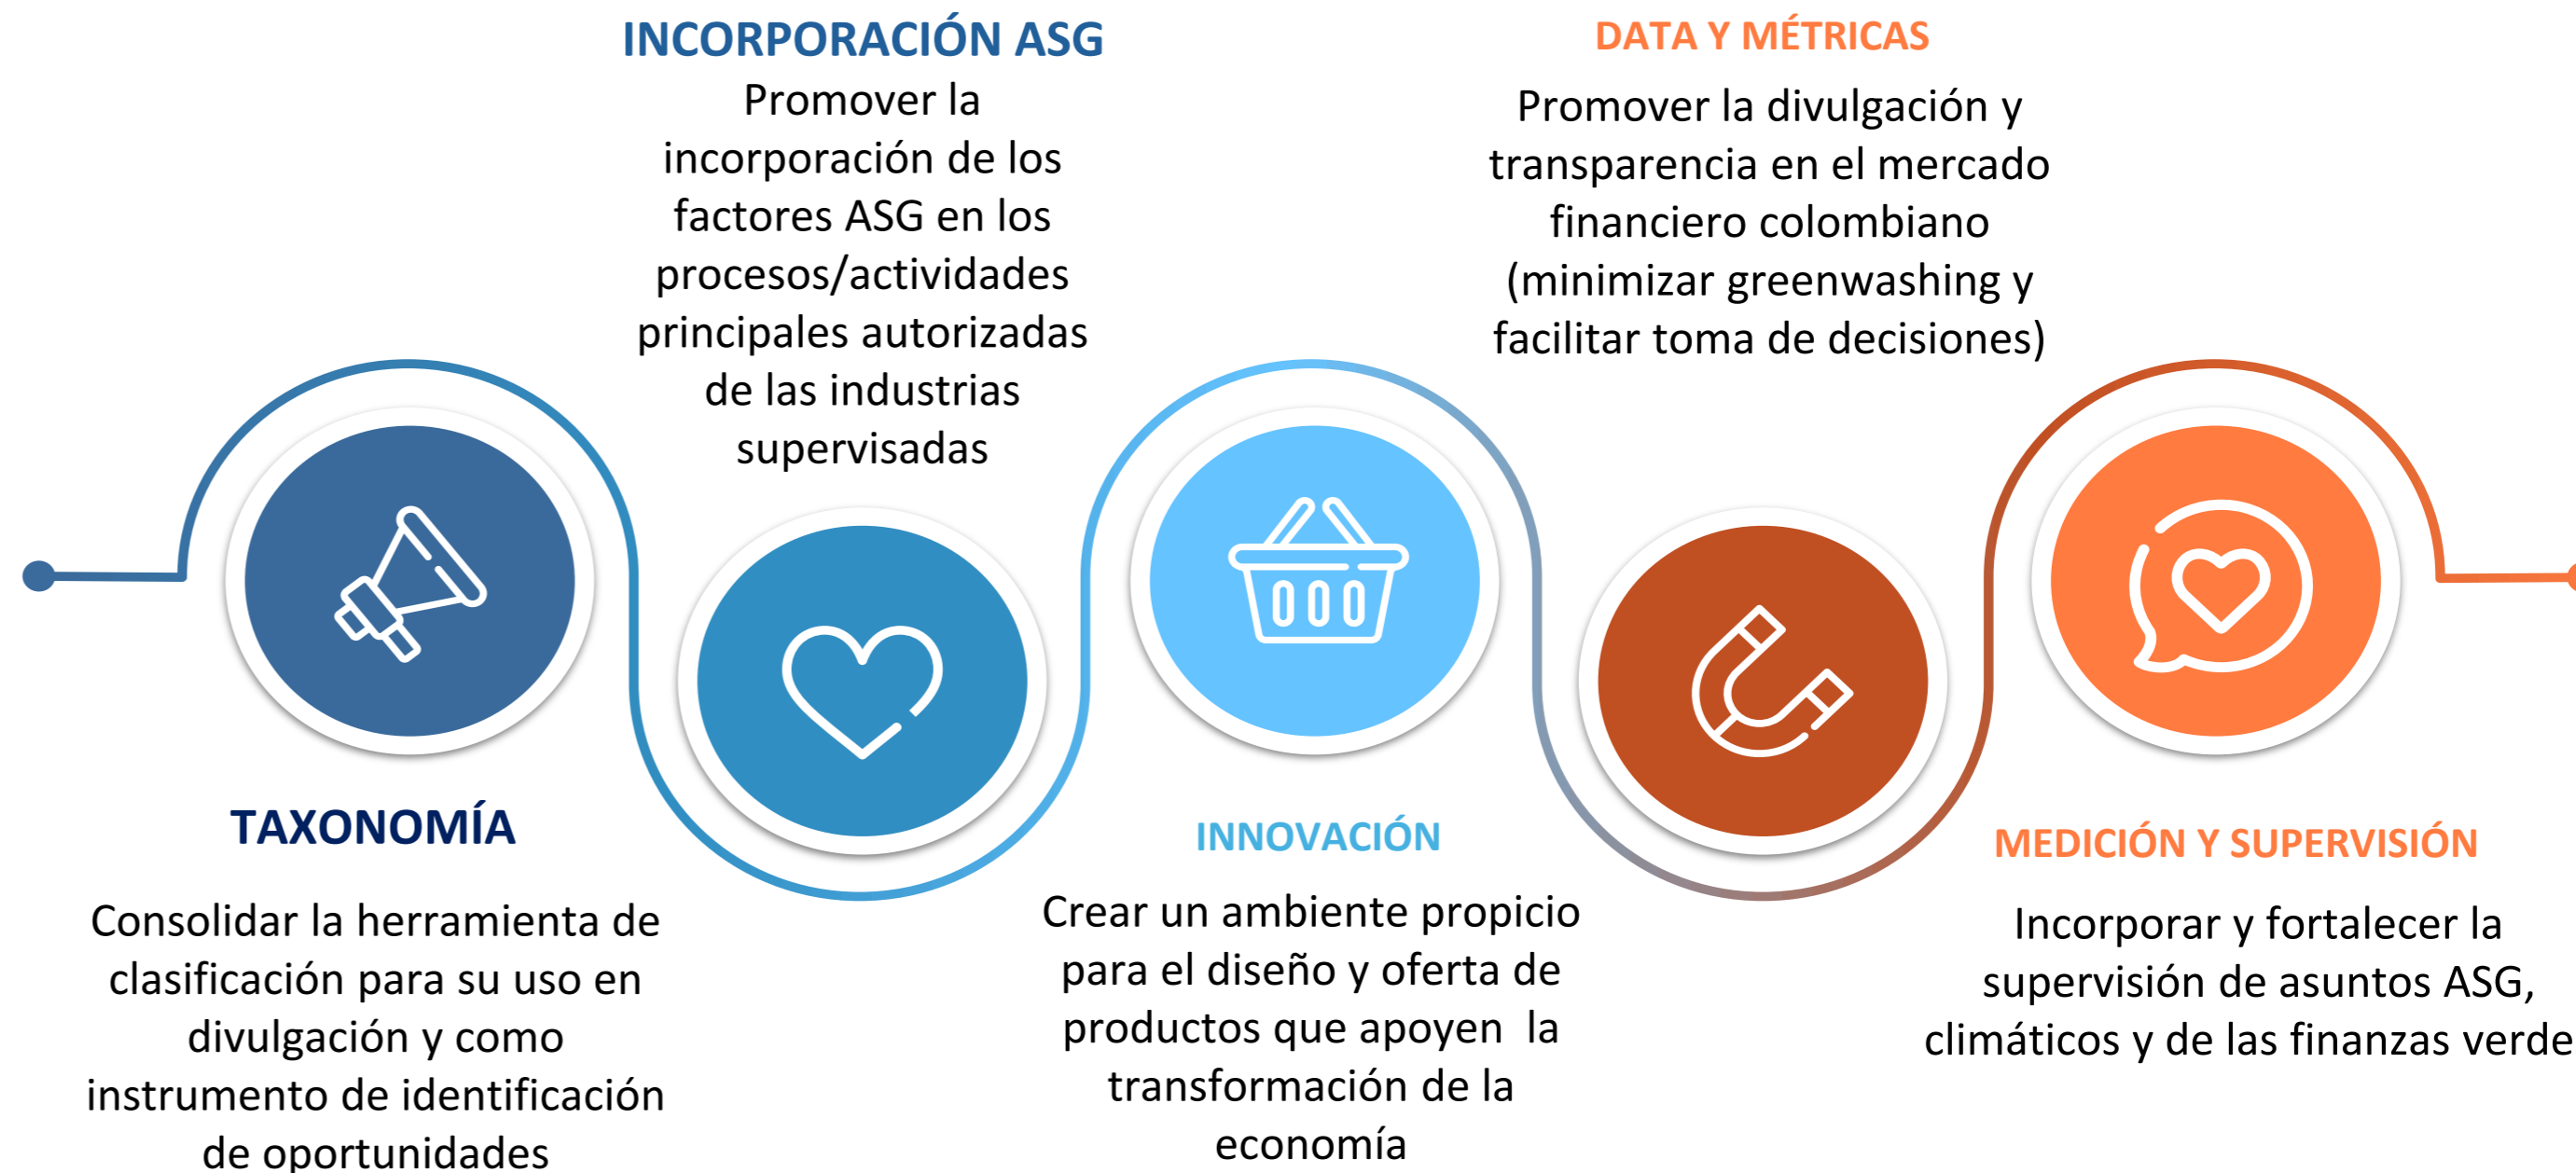 TAXONOMÍA
Consolidar la herramienta de
clasificación para su uso en
divulgación y como
instrumento de identificación
de oportunidades
INCORPORACIÓN ASG
Promover la
incorporación de los
factores ASG en los
procesos/actividades
principales autorizadas
de las industrias
supervisadas
INNOVACIÓN
Crear un ambiente propicio
para el diseño y oferta de
productos que apoyen  la
transformación de la
economía
DATA Y MÉTRICAS
Promover la divulgación y
transparencia en el mercado
financiero colombiano
(minimizar greenwashing y
facilitar toma de decisiones)
MEDICIÓN Y SUPERVISIÓN
Incorporar y fortalecer la
supervisión de asuntos ASG,
climáticos y de las finanzas verde